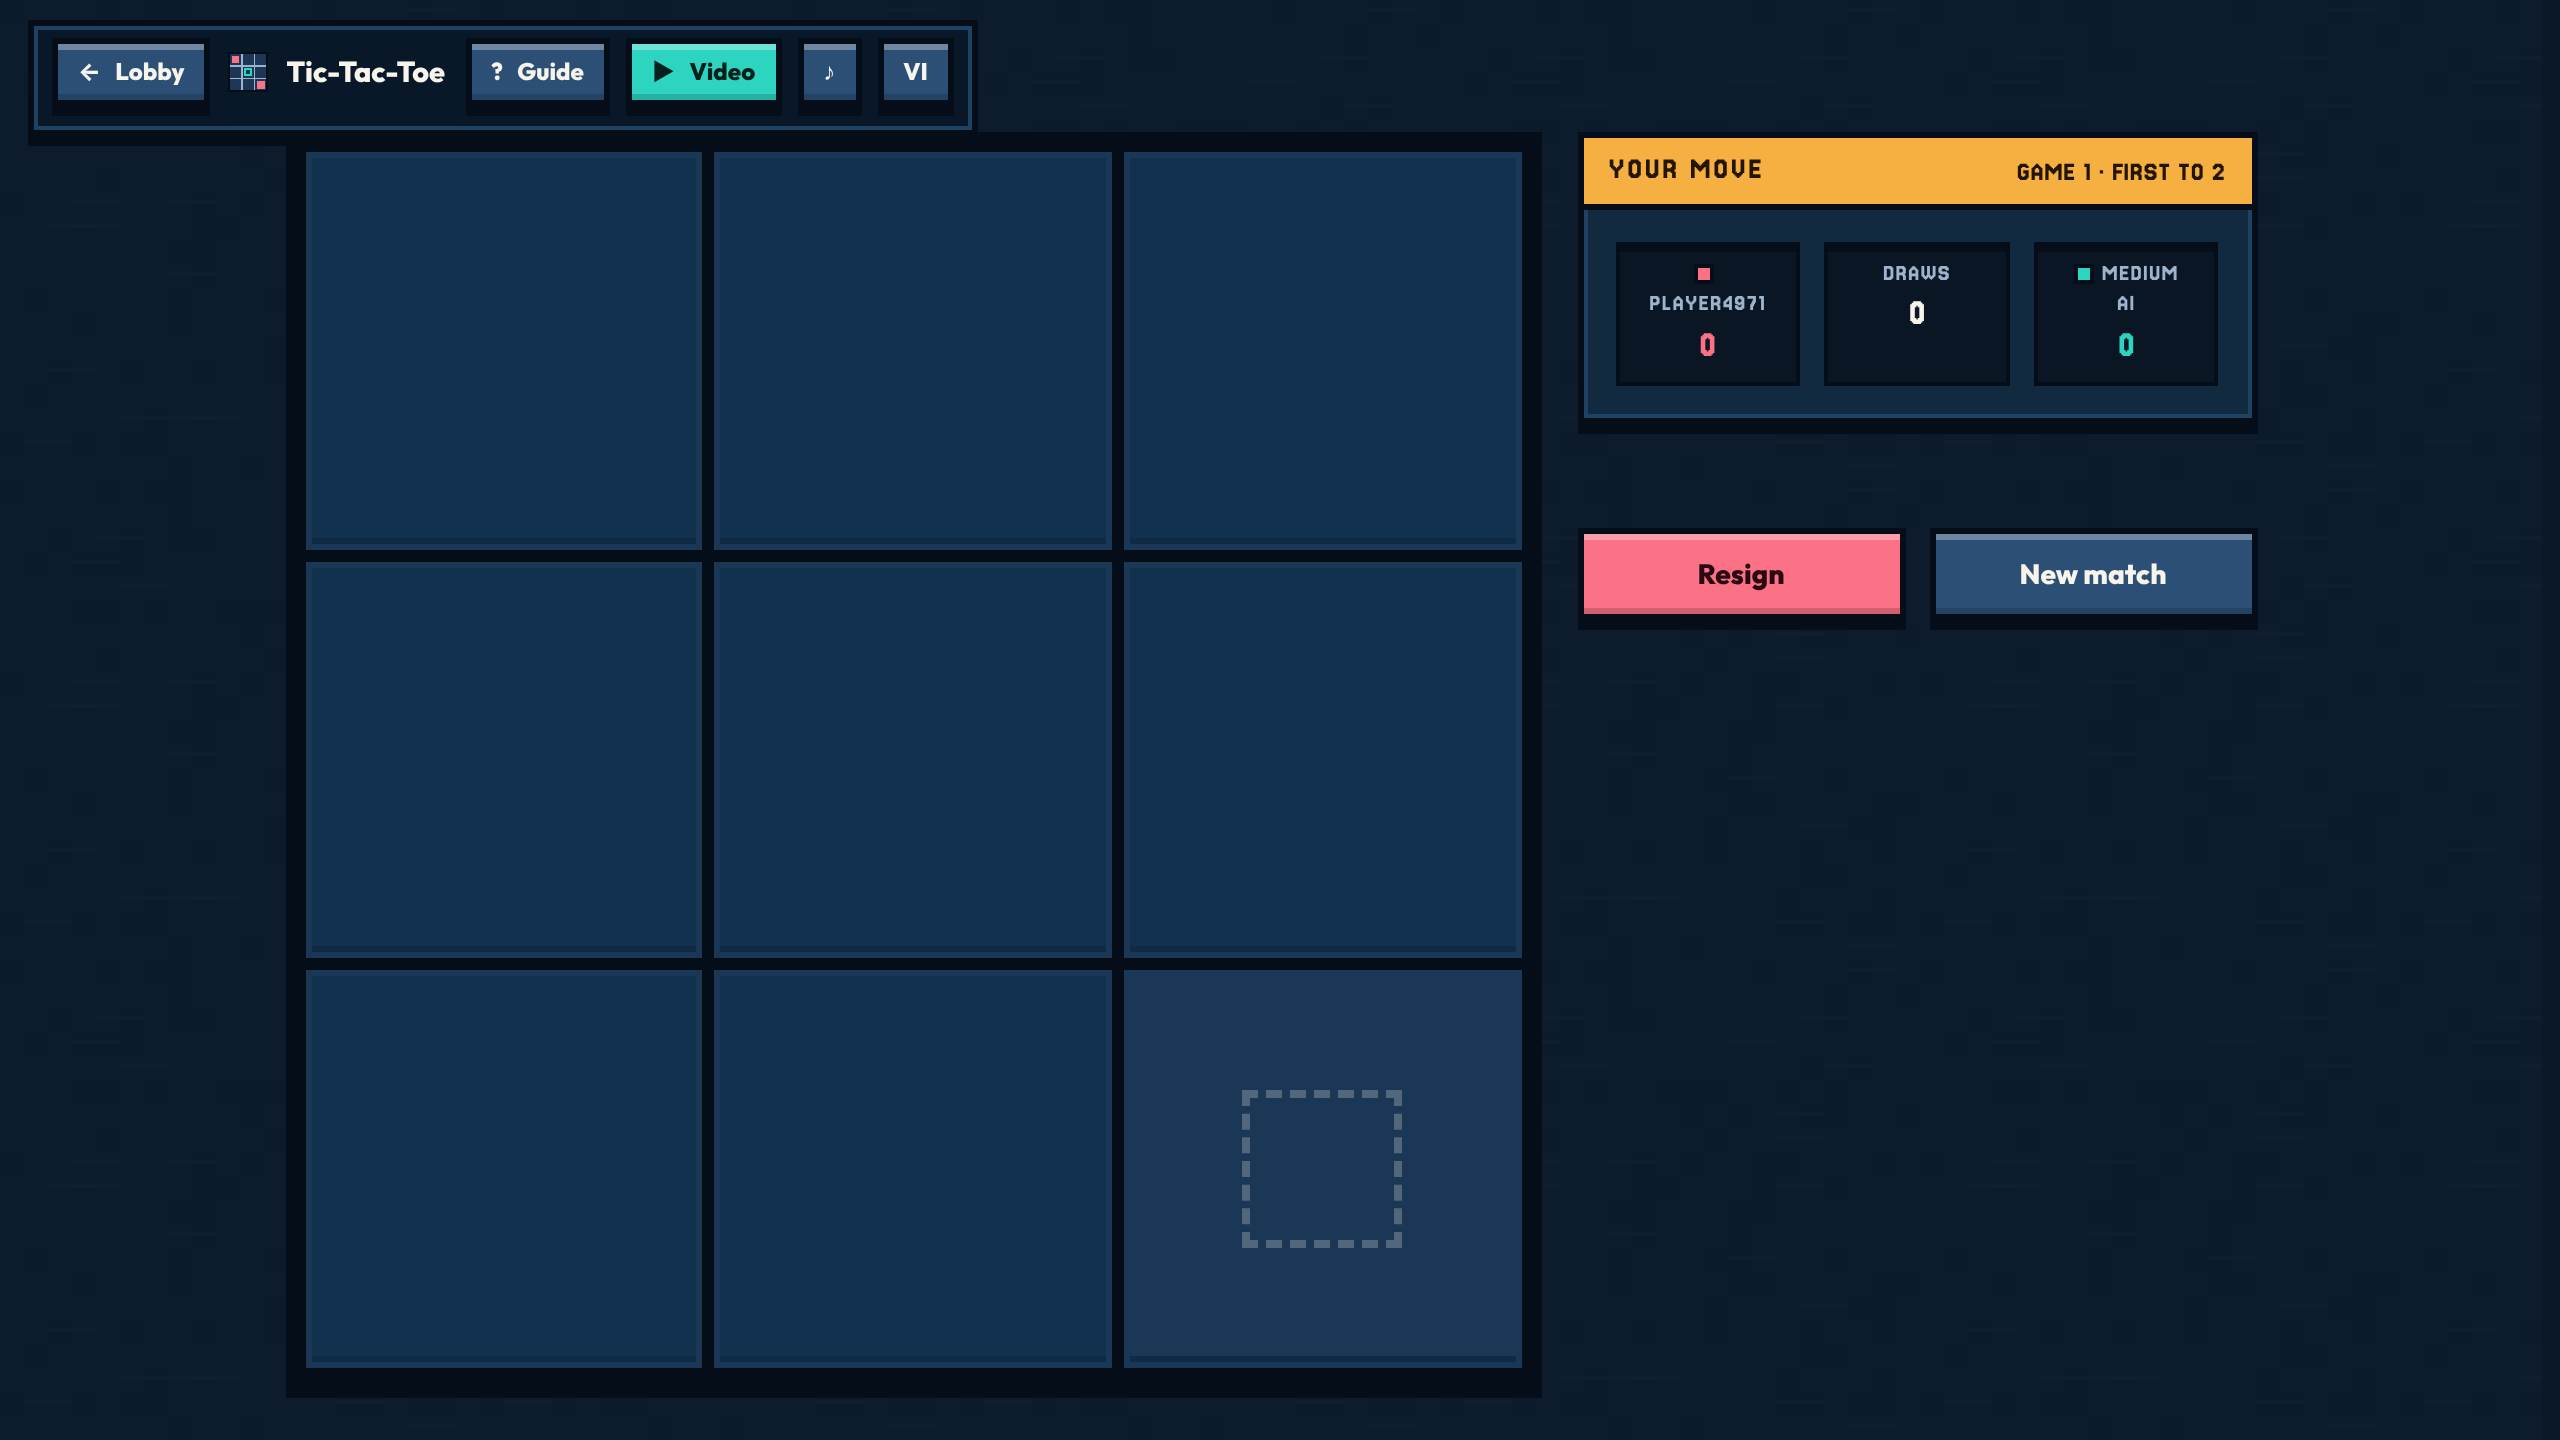 ← Lobby
Tic-Tac-Toe
? Guide
▶ Video
♪
VI
YOUR MOVE
GAME 1 · FIRST TO 2
PLAYER4971
0
DRAWS
0
MEDIUM
AI
0
Resign
New match